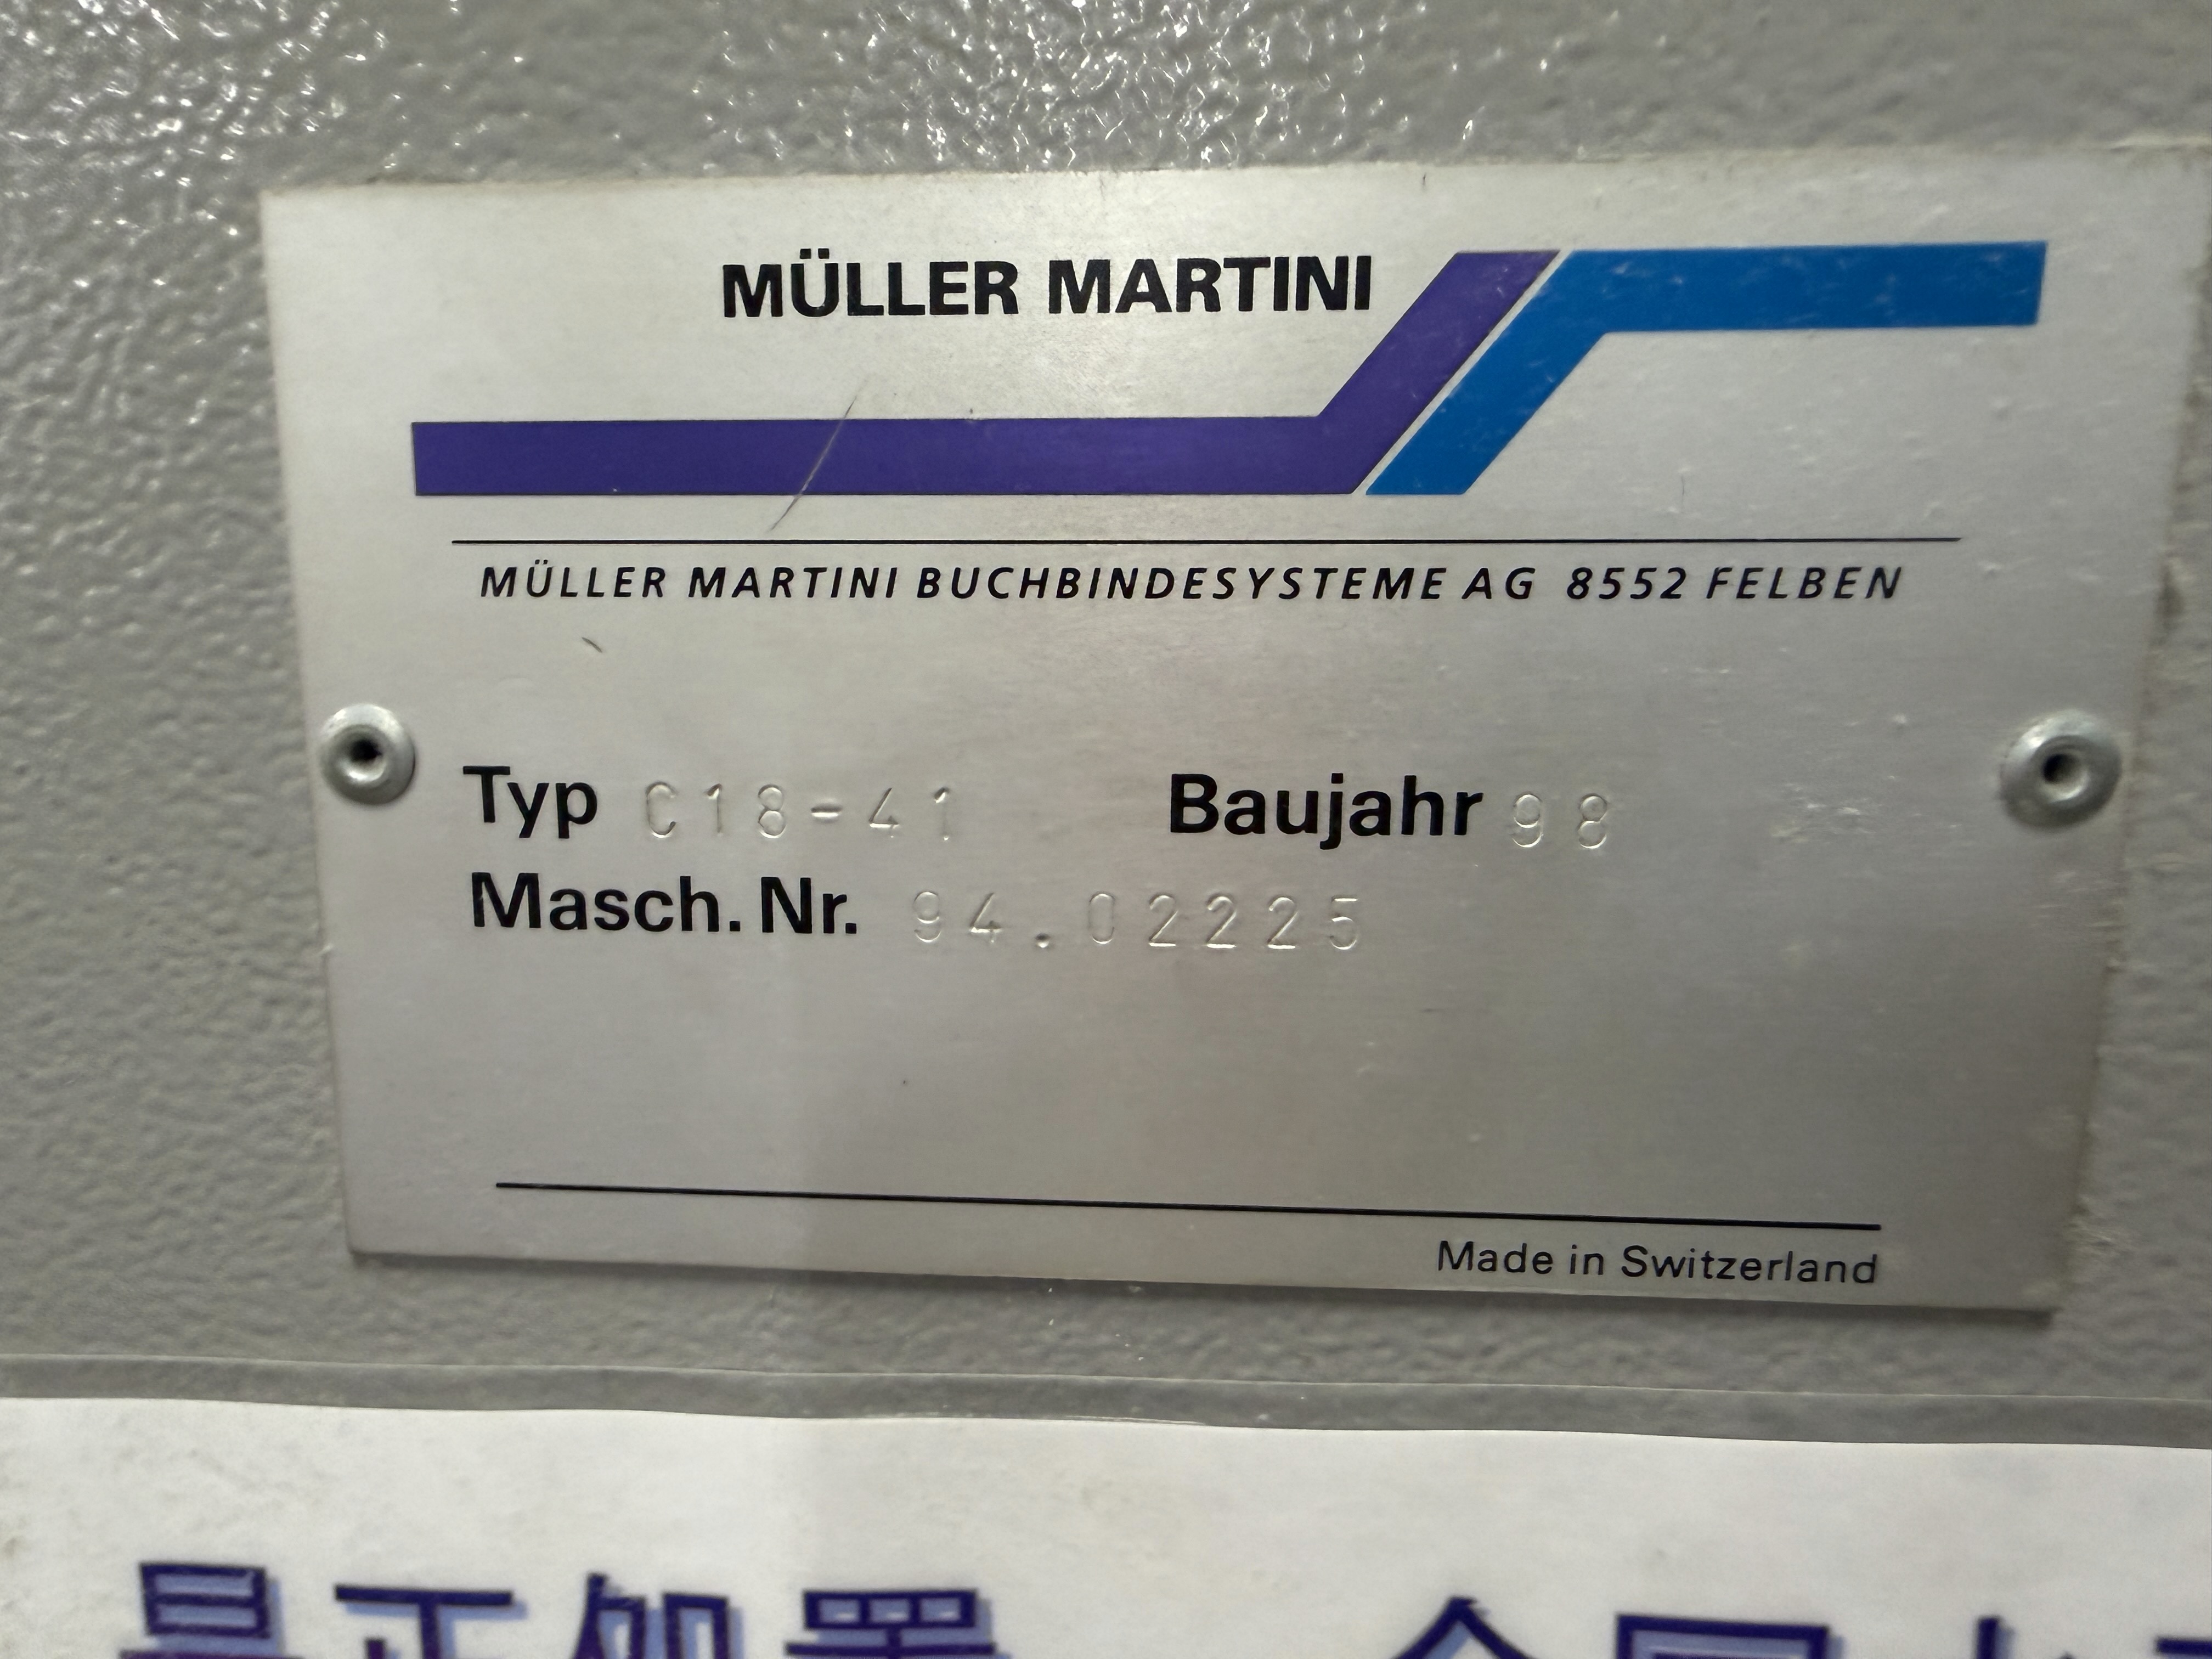 MÜLLER MARTINI
MÜLLER MARTINI BUCHBINDESYSTEME AG 8552 FELBEN
Typ C18-41 Baujahr 98
Masch. Nr. 94.02225
Made in Switzerland